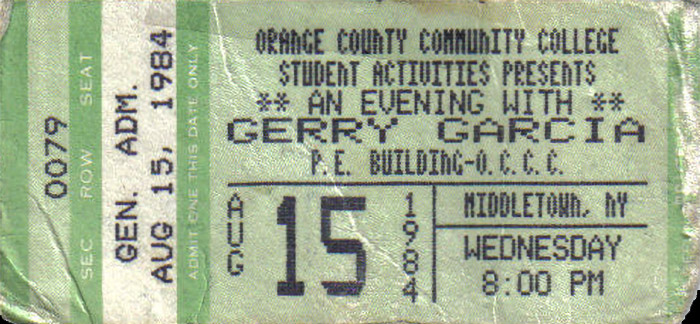 0079
SEC ROW SEAT
GEN. ADM.
AUG 15, 1984
ADMIT ONE THIS DATE ONLY
ORANGE COUNTY COMMUNITY COLLEGE
STUDENT ACTIVITIES PRESENTS
** AN EVENING WITH **
GERRY GARCIA
P.E. BUILDING-O.C.C.C.
AUG
15
1984
MIDDLETOWN, NY
WEDNESDAY
8:00 PM